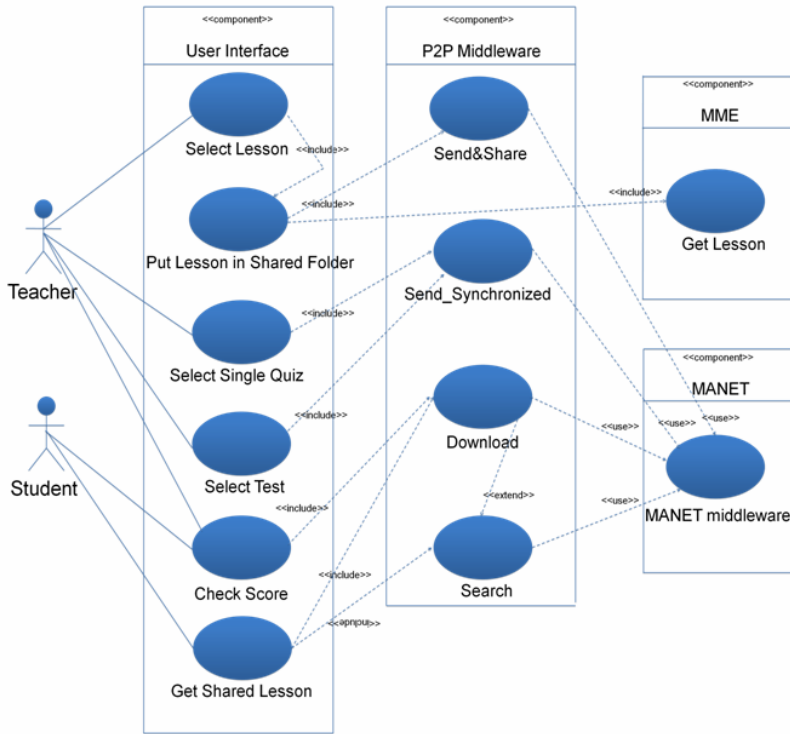 <<component>>
User Interface
Select Lesson
<<include>>
<<include>>
Put Lesson in Shared Folder
Select Single Quiz
<<include>>
Select Test
<<include>>
Check Score
<<include>>
Get Shared Lesson
<<include>>
<<include>>
Teacher
Student
<<component>>
P2P Middleware
Send&Share
Send_Synchronized
Download
<<extend>>
Search
<<component>>
MME
<<include>>
Get Lesson
<<component>>
MANET
<<use>>
<<use>>
<<use>>
<<use>>
MANET middleware